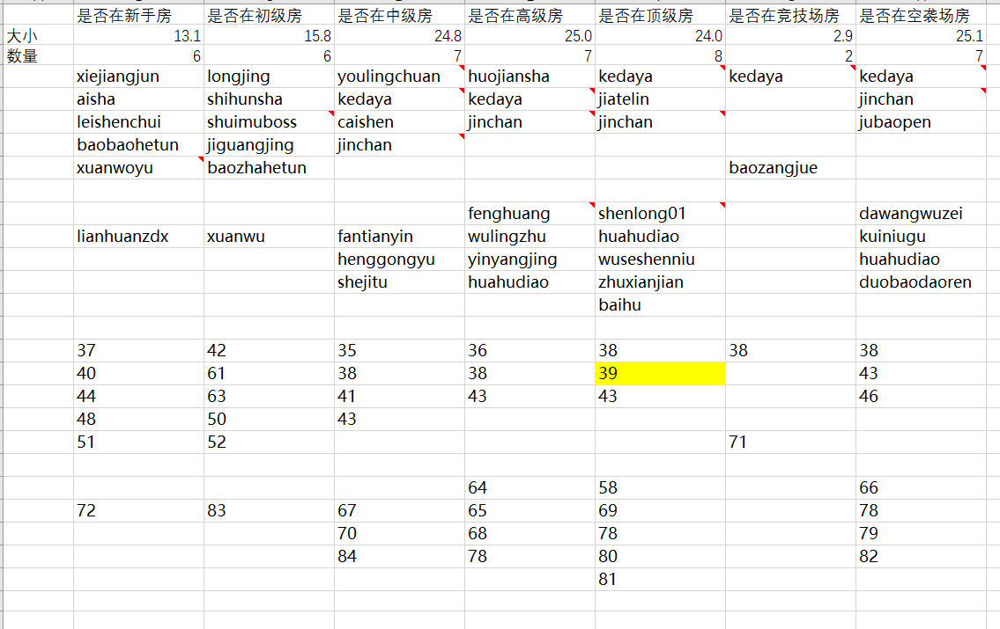 是否在新手房 是否在初级房 是否在中级房 是否在高级房 是否在顶级房 是否在竞技场房 是否在空袭场房
大小 13.1 15.8 24.8 25.0 24.0 2.9 25.1
数量 6 6 7 7 8 2 7
xiejiangjun longjing youlingchuan huojiansha kedaya kedaya kedaya
aisha shihunsha kedaya kedaya jiatelin jinchan
leishenchui shuimuboss caishen jinchan jinchan jubaopen
baobaohetun jiguangjing jinchan
xuanwoyu baozhahetun baozangjue
fenghuang shenlong01 dawangwuzei
lianhuanzdx xuanwu fantianyin wulingzhu huahudiao kuiniugu
henggongyu yinyangjing wuseshenniu huahudiao
shejitu huahudiao zhuxianjian duobaodaoren
baihu
37 42 35 36 38 38 38
40 61 38 38 39 43
44 63 41 43 43 46
48 50 43
51 52 71
64 58 66
72 83 67 65 69 78
70 68 78 79
84 78 80 82
81